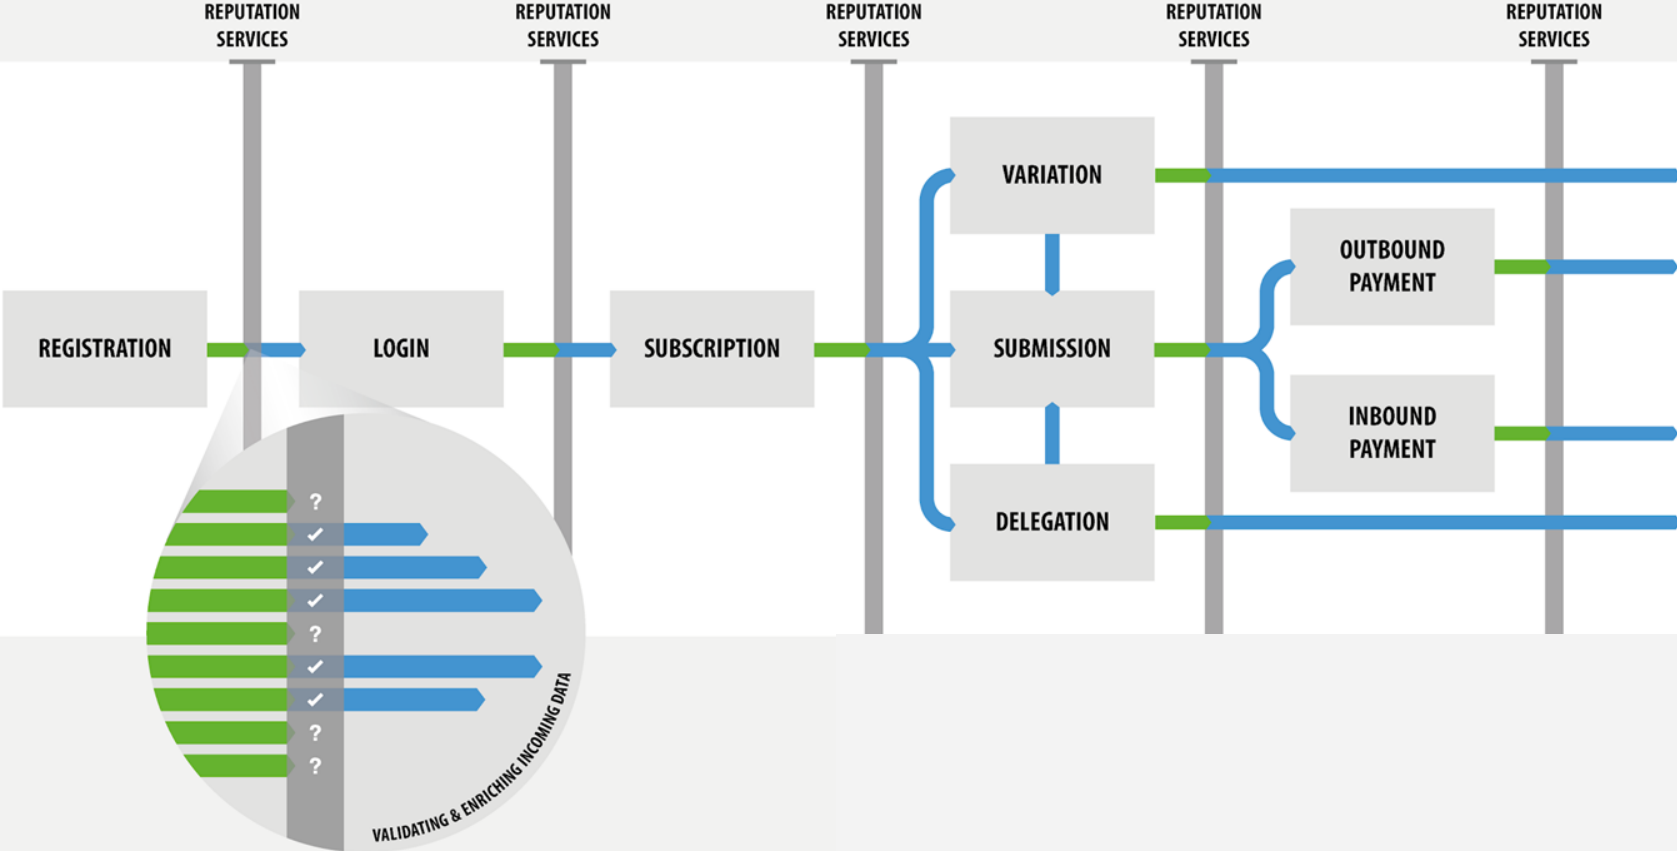 REPUTATION
SERVICES
REPUTATION
SERVICES
REPUTATION
SERVICES
REPUTATION
SERVICES
REPUTATION
SERVICES
REGISTRATION
LOGIN
SUBSCRIPTION
VARIATION
SUBMISSION
DELEGATION
OUTBOUND
PAYMENT
INBOUND
PAYMENT
?
?
?
?
VALIDATING & ENRICHING INCOMING DATA